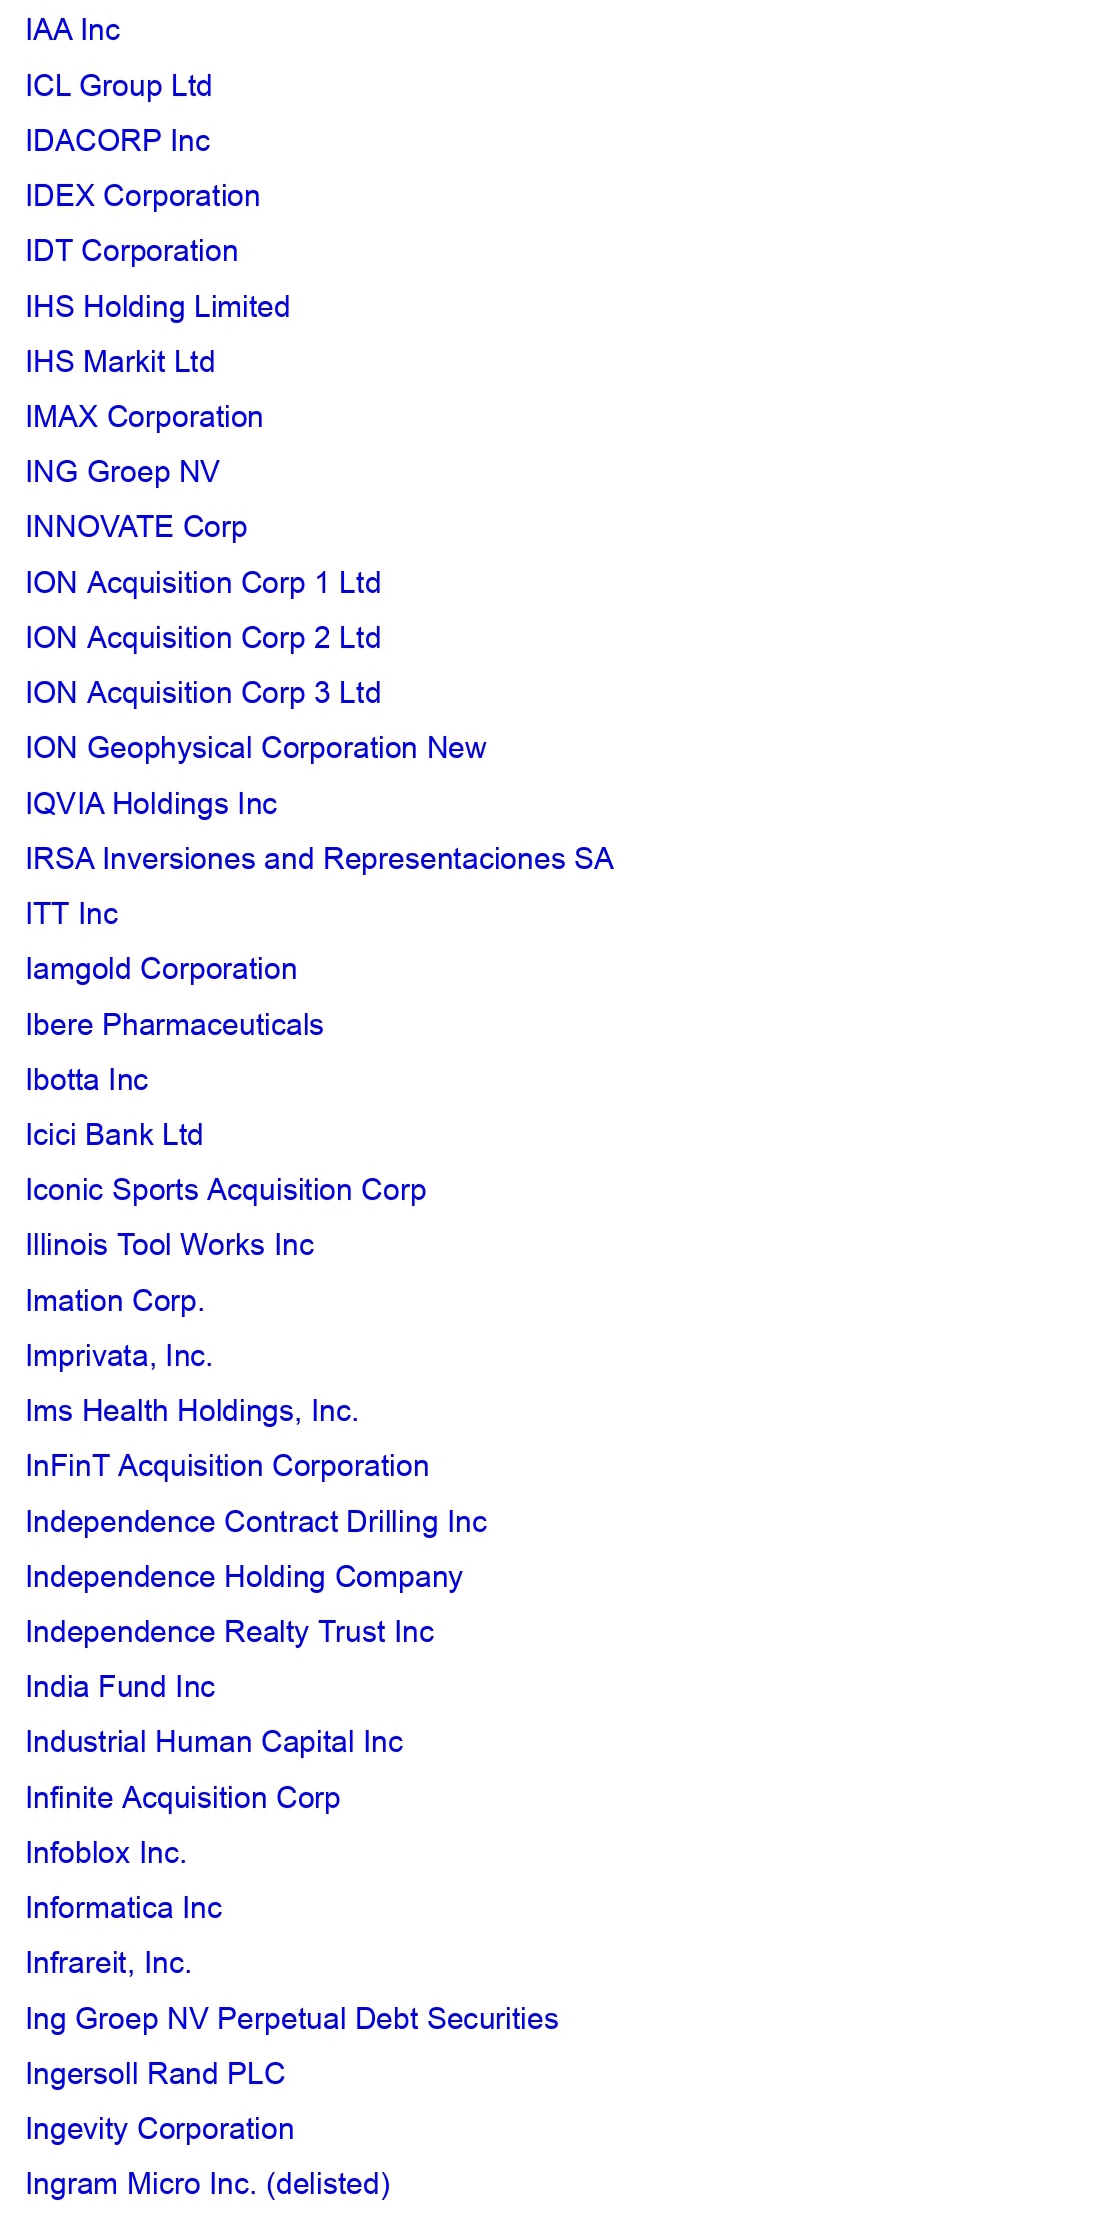 IAA Inc
ICL Group Ltd
IDACORP Inc
IDEX Corporation
IDT Corporation
IHS Holding Limited
IHS Markit Ltd
IMAX Corporation
ING Groep NV
INNOVATE Corp
ION Acquisition Corp 1 Ltd
ION Acquisition Corp 2 Ltd
ION Acquisition Corp 3 Ltd
ION Geophysical Corporation New
IQVIA Holdings Inc
IRSA Inversiones and Representaciones SA
ITT Inc
Iamgold Corporation
Ibere Pharmaceuticals
Ibotta Inc
Icici Bank Ltd
Iconic Sports Acquisition Corp
Illinois Tool Works Inc
Imation Corp.
Imprivata, Inc.
Ims Health Holdings, Inc.
InFinT Acquisition Corporation
Independence Contract Drilling Inc
Independence Holding Company
Independence Realty Trust Inc
India Fund Inc
Industrial Human Capital Inc
Infinite Acquisition Corp
Infoblox Inc.
Informatica Inc
Infrareit, Inc.
Ing Groep NV Perpetual Debt Securities
Ingersoll Rand PLC
Ingevity Corporation
Ingram Micro Inc. (delisted)